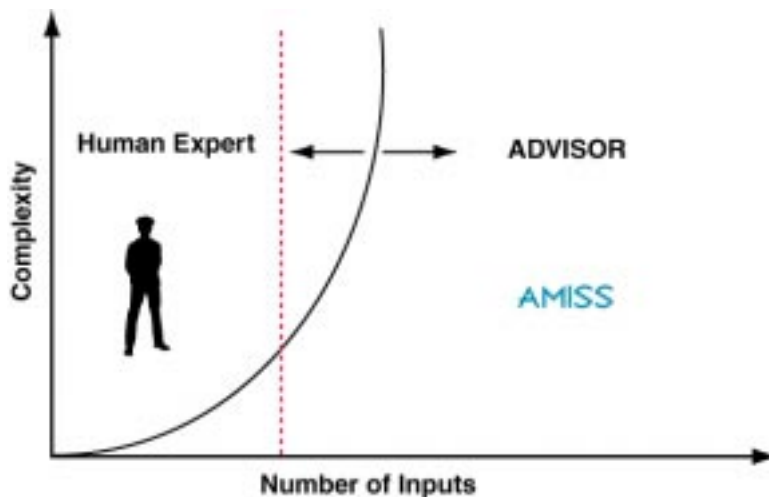 Human Expert
ADVISOR
Complexity
AMISS
Number of Inputs